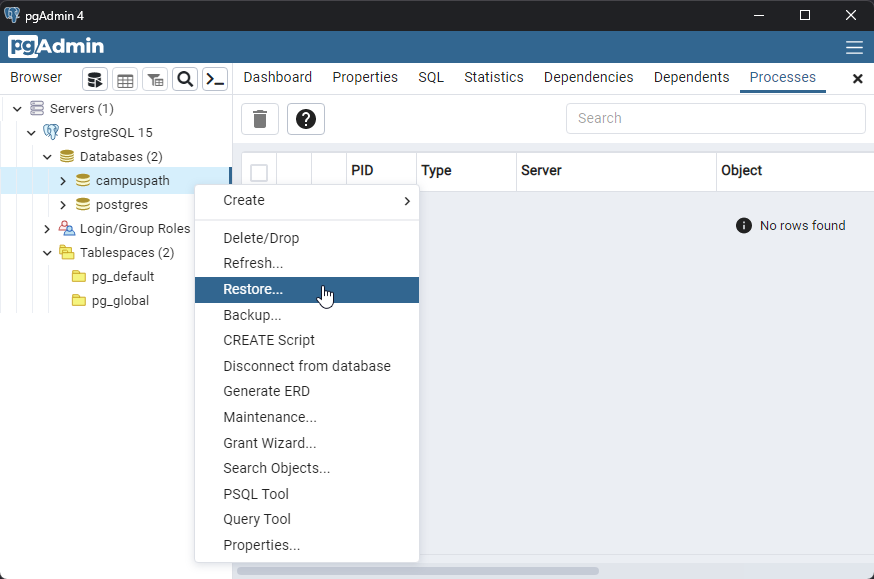 pgAdmin 4
pgAdmin
Browser
Dashboard Properties SQL Statistics Dependencies Dependents Processes
Servers (1)
PostgreSQL 15
Databases (2)
campuspath
postgres
Login/Group Roles
Tablespaces (2)
pg_default
pg_global
Search
PID Type Server Object
No rows found
Create
Delete/Drop
Refresh...
Restore...
Backup...
CREATE Script
Disconnect from database
Generate ERD
Maintenance...
Grant Wizard...
Search Objects...
PSQL Tool
Query Tool
Properties...